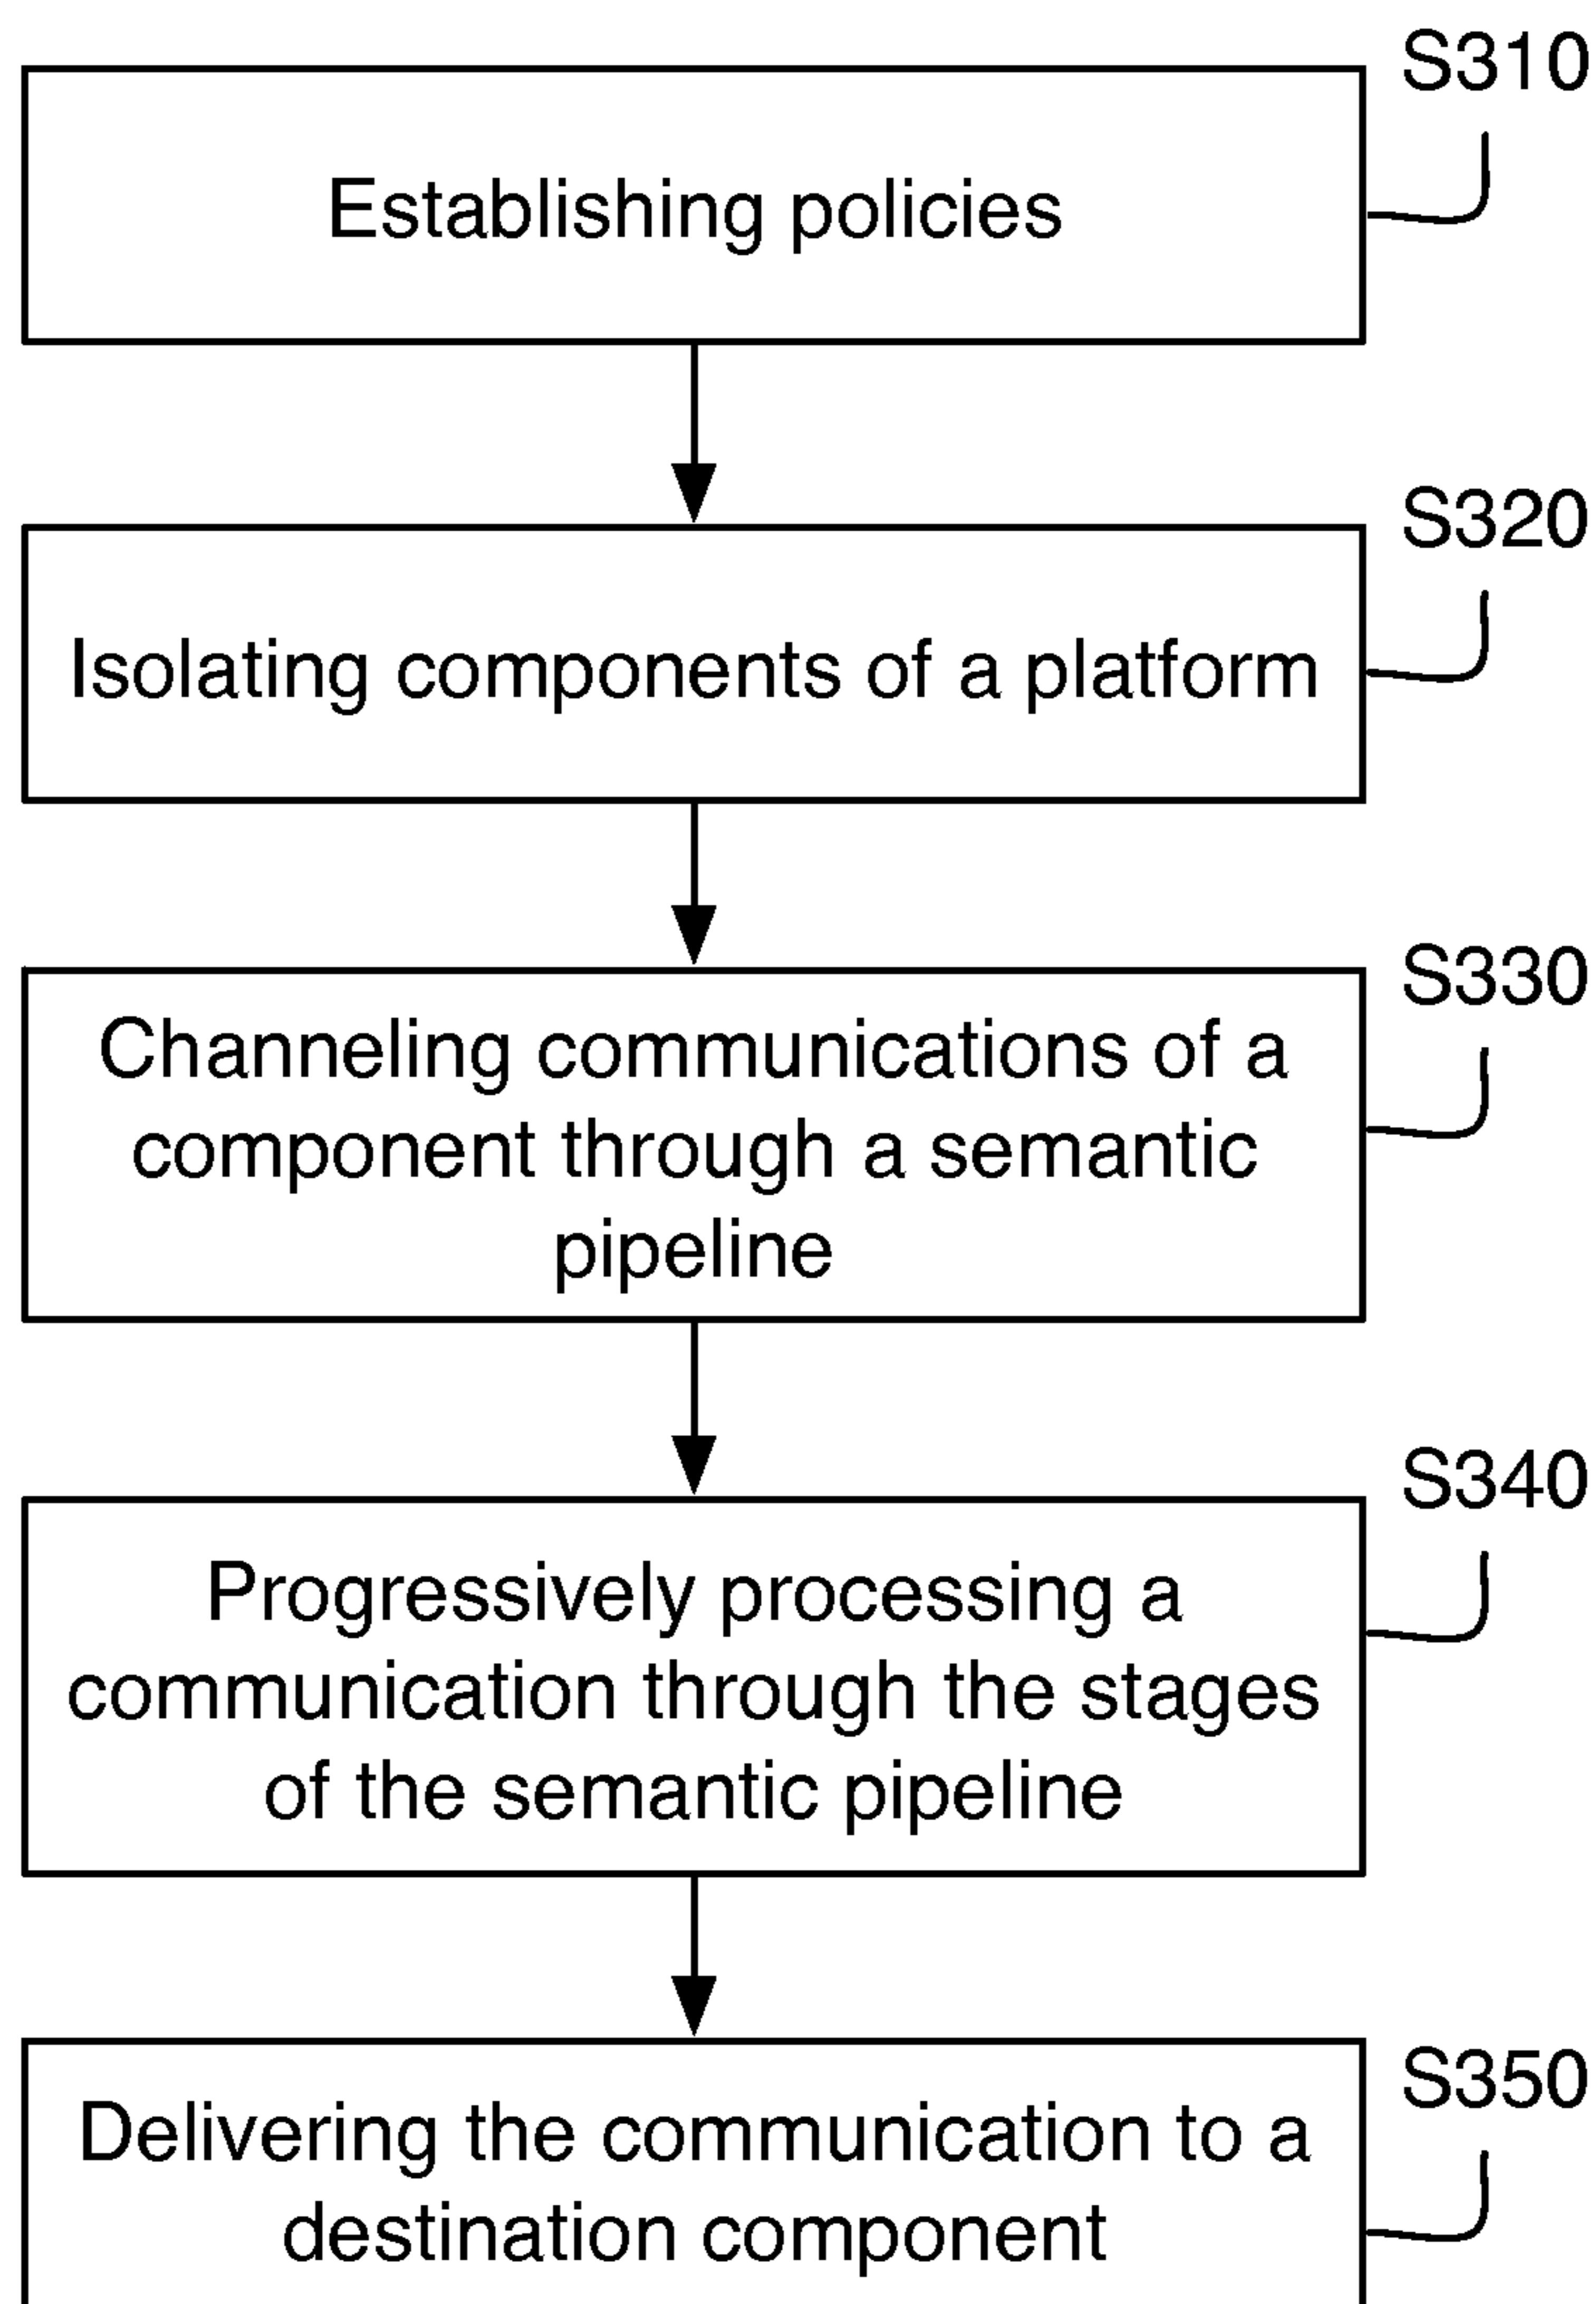 S310
Establishing policies
S320
Isolating components of a platform
S330
Channeling communications of a
component through a semantic
pipeline
S340
Progressively processing a
communication through the stages
of the semantic pipeline
S350
Delivering the communication to a
destination component